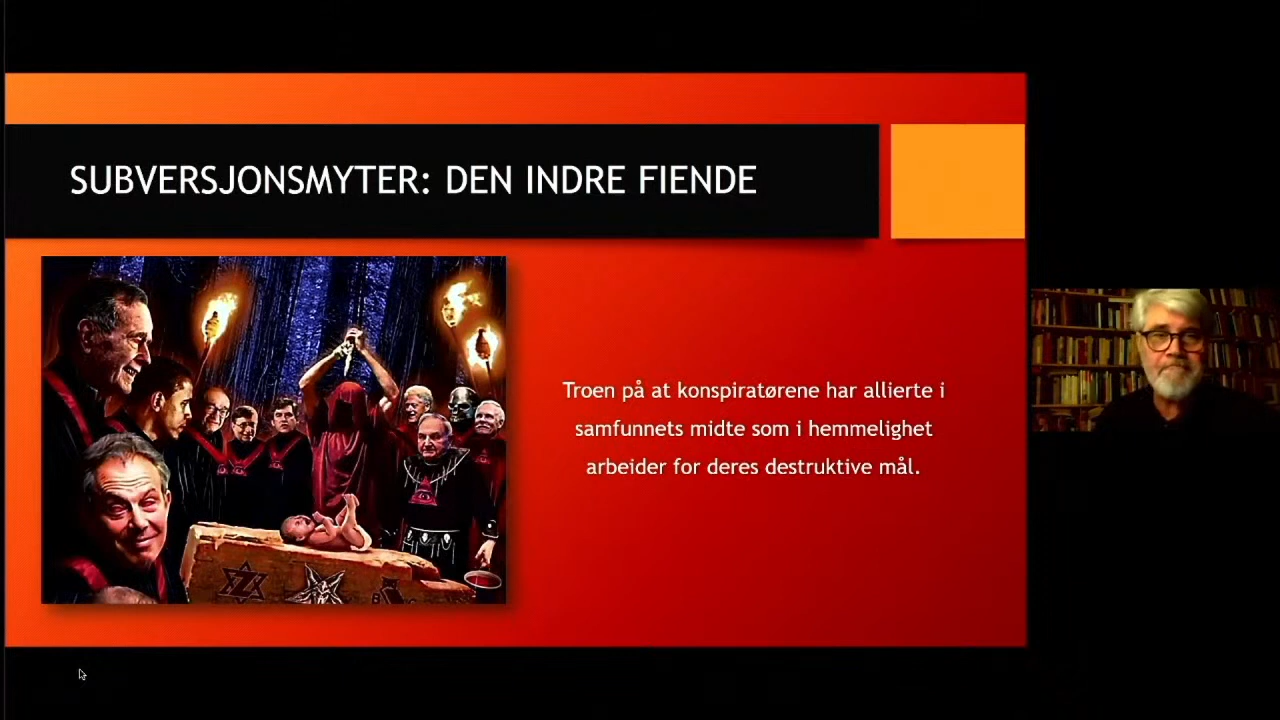 SUBVERSJONSMYTER: DEN INDRE FIENDE
Troen på at konspiratørene har allierte i
samfunnets midte som i hemmelighet
arbeider for deres destruktive mål.